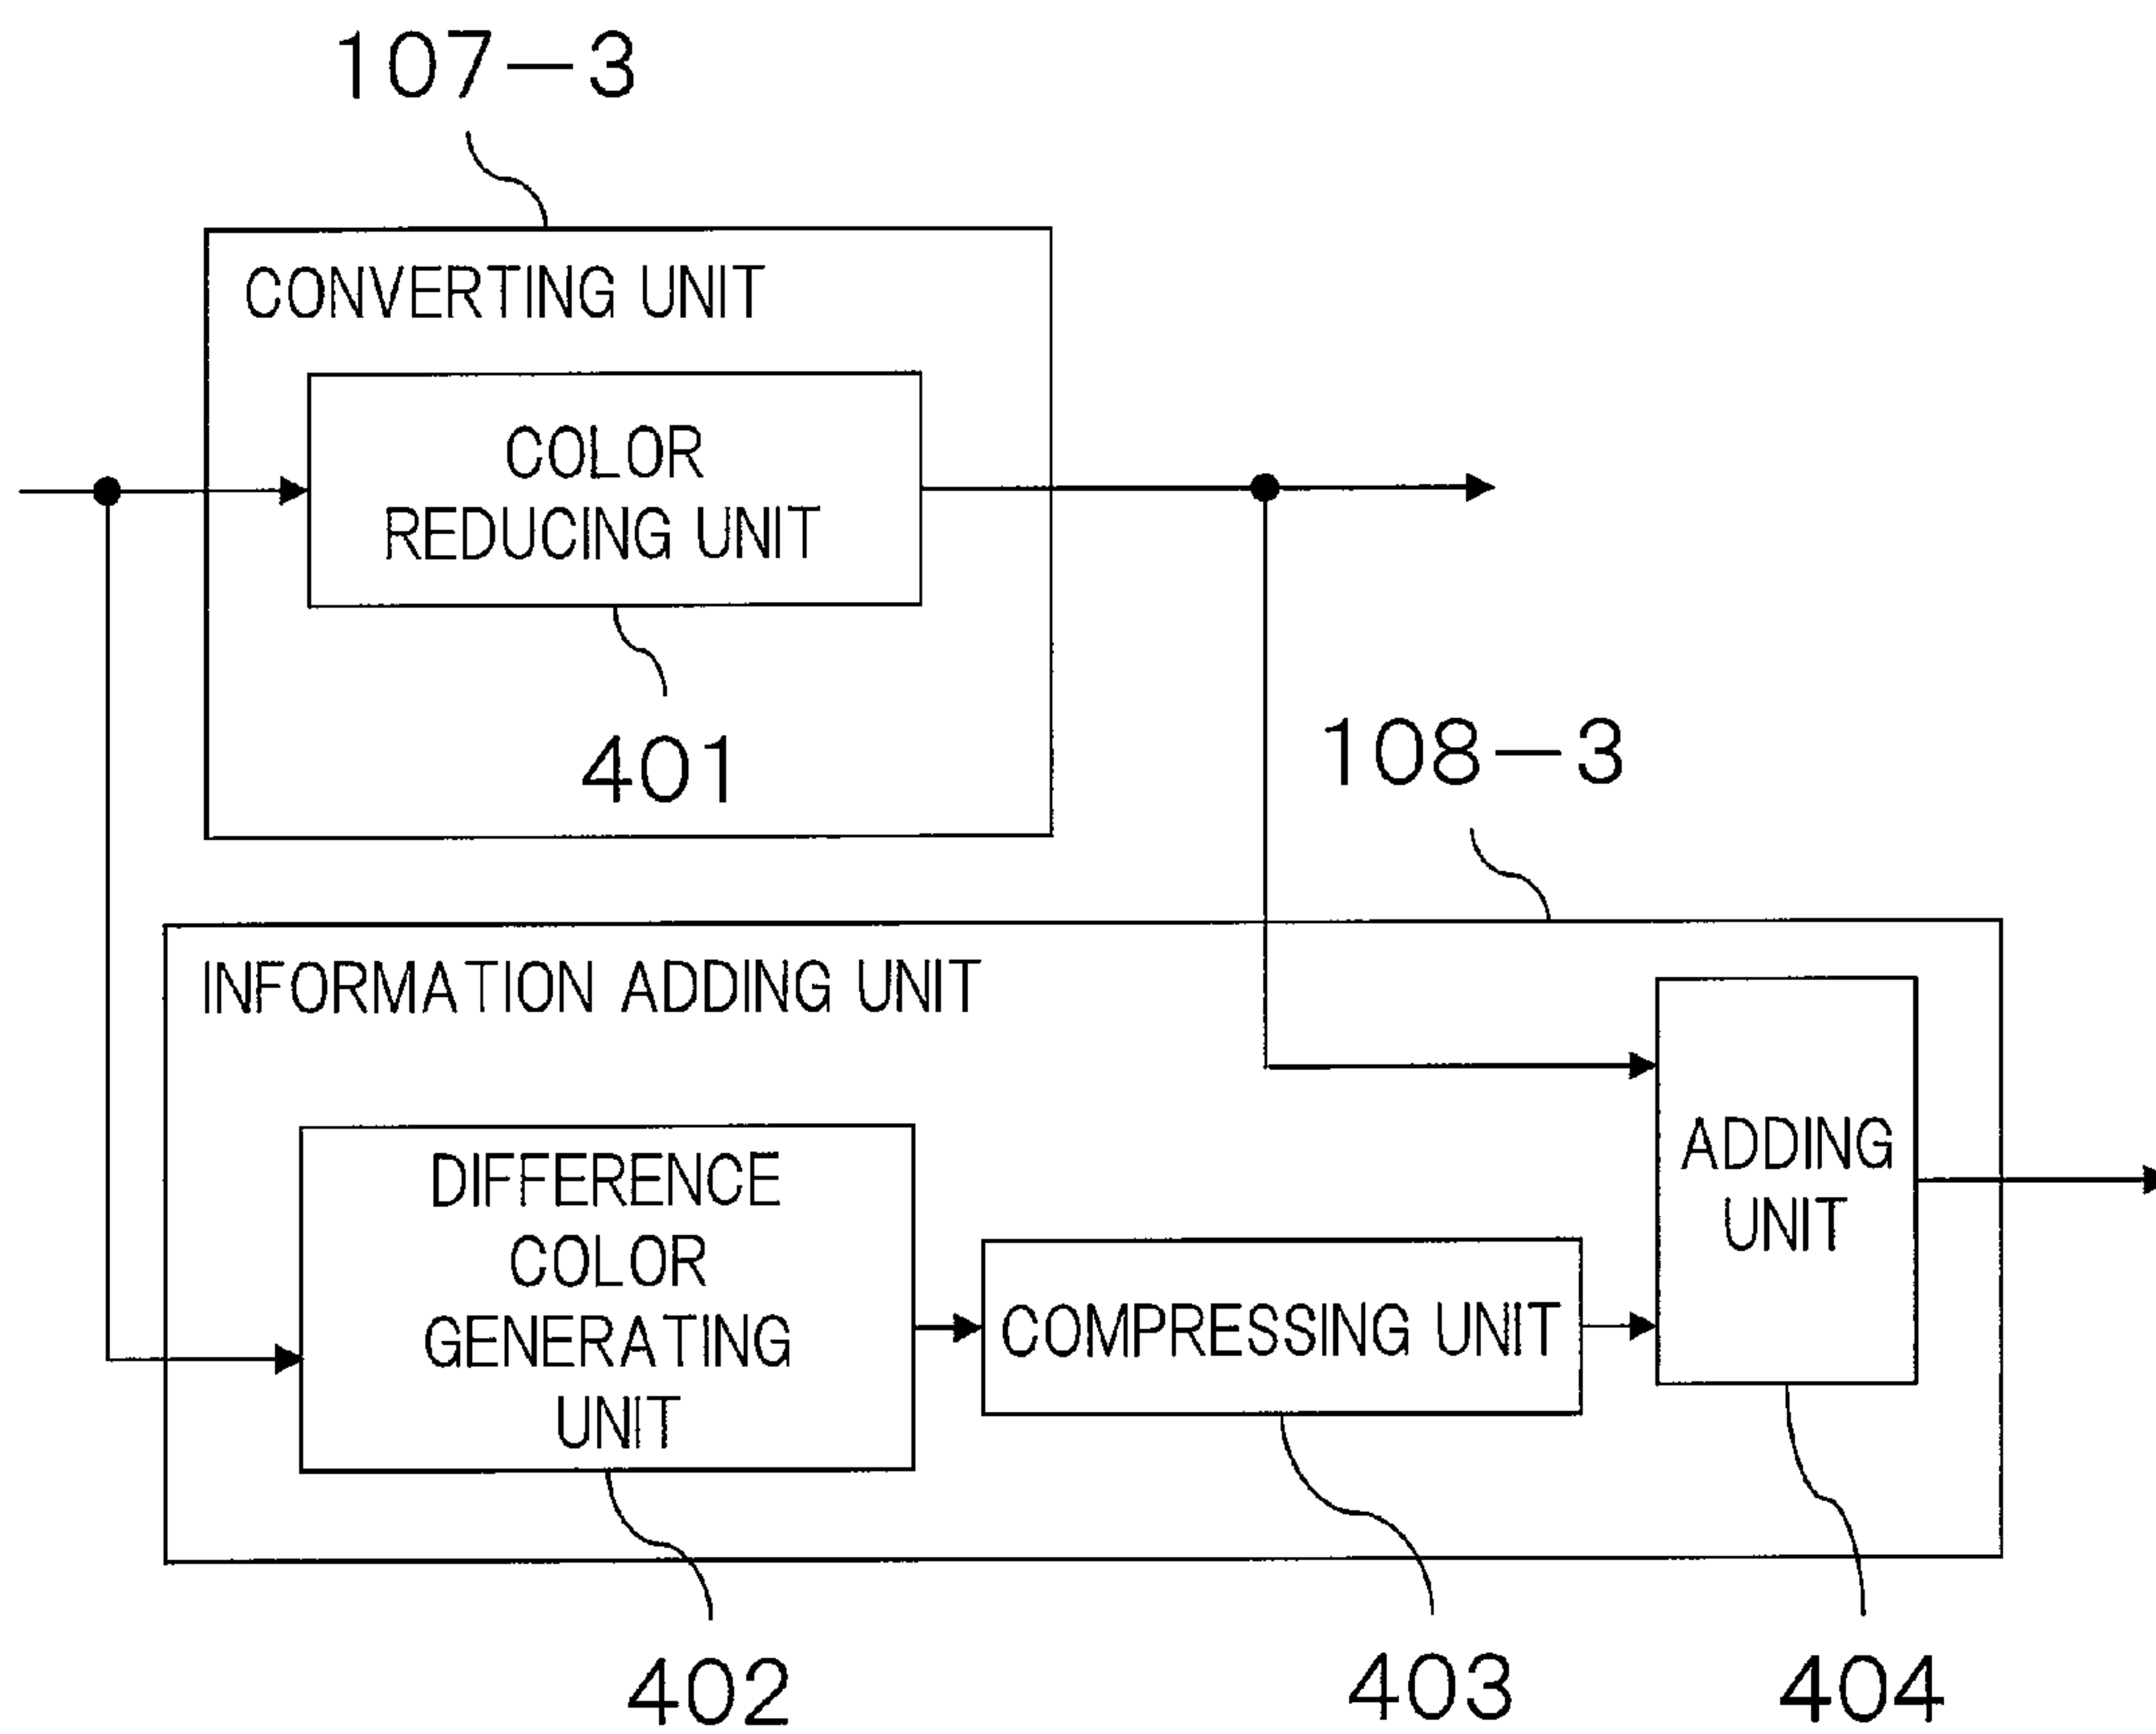 107-3
CONVERTING UNIT
COLOR
REDUCING UNIT
401
108-3
INFORMATION ADDING UNIT
ADDING
UNIT
DIFFERENCE
COLOR
GENERATING
UNIT
COMPRESSING UNIT
402
403
404